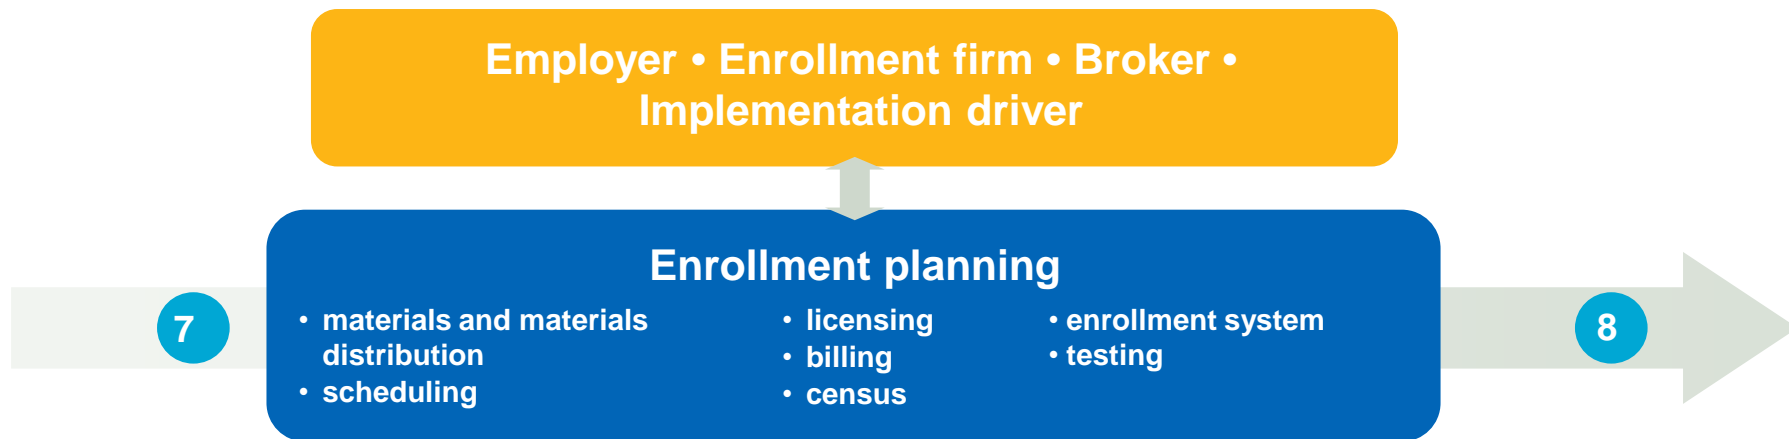 Employer • Enrollment firm • Broker •
Implementation driver
Enrollment planning
7
• materials and materials
distribution
• scheduling
• licensing
• billing
• census
• enrollment system
• testing
8